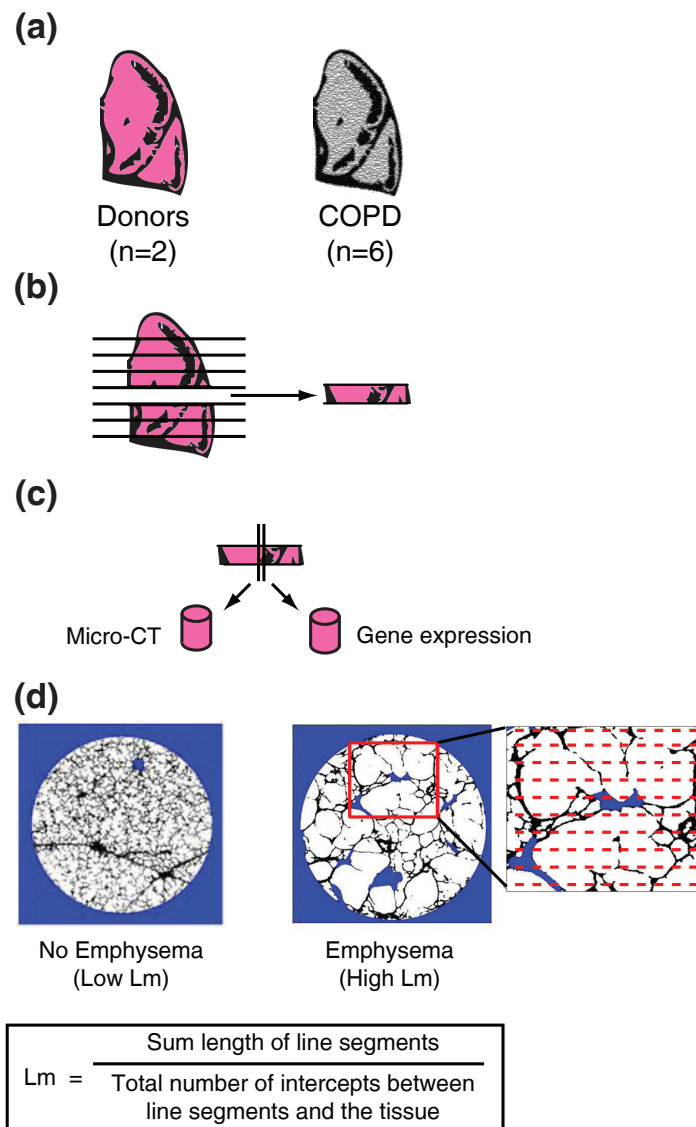 (a)
Donors
(n=2)
COPD
(n=6)
(b)
(c)
Micro-CT
Gene expression
(d)
No Emphysema
(Low Lm)
Emphysema
(High Lm)
Lm =
Sum length of line segments
Total number of intercepts between
line segments and the tissue